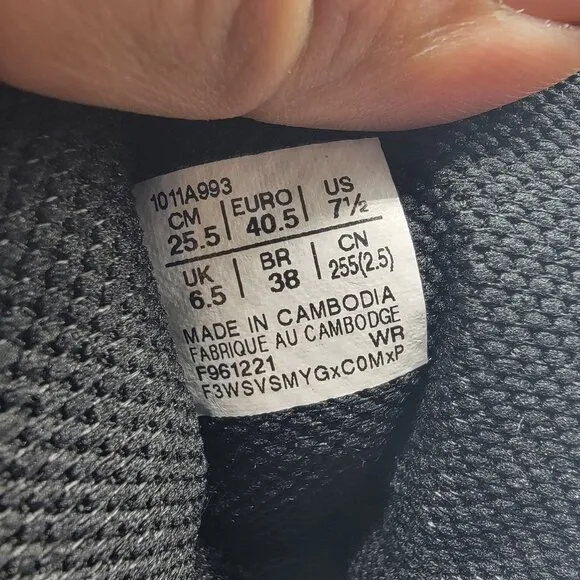 1011A993
CM | EURO | US
25.5 | 40.5 | 7½
UK | BR | CN
6.5 | 38 | 255(2.5)
MADE IN CAMBODIA
FABRIQUE AU CAMBODGE
F961221 WR
F3WSVSMYGxC0MxP